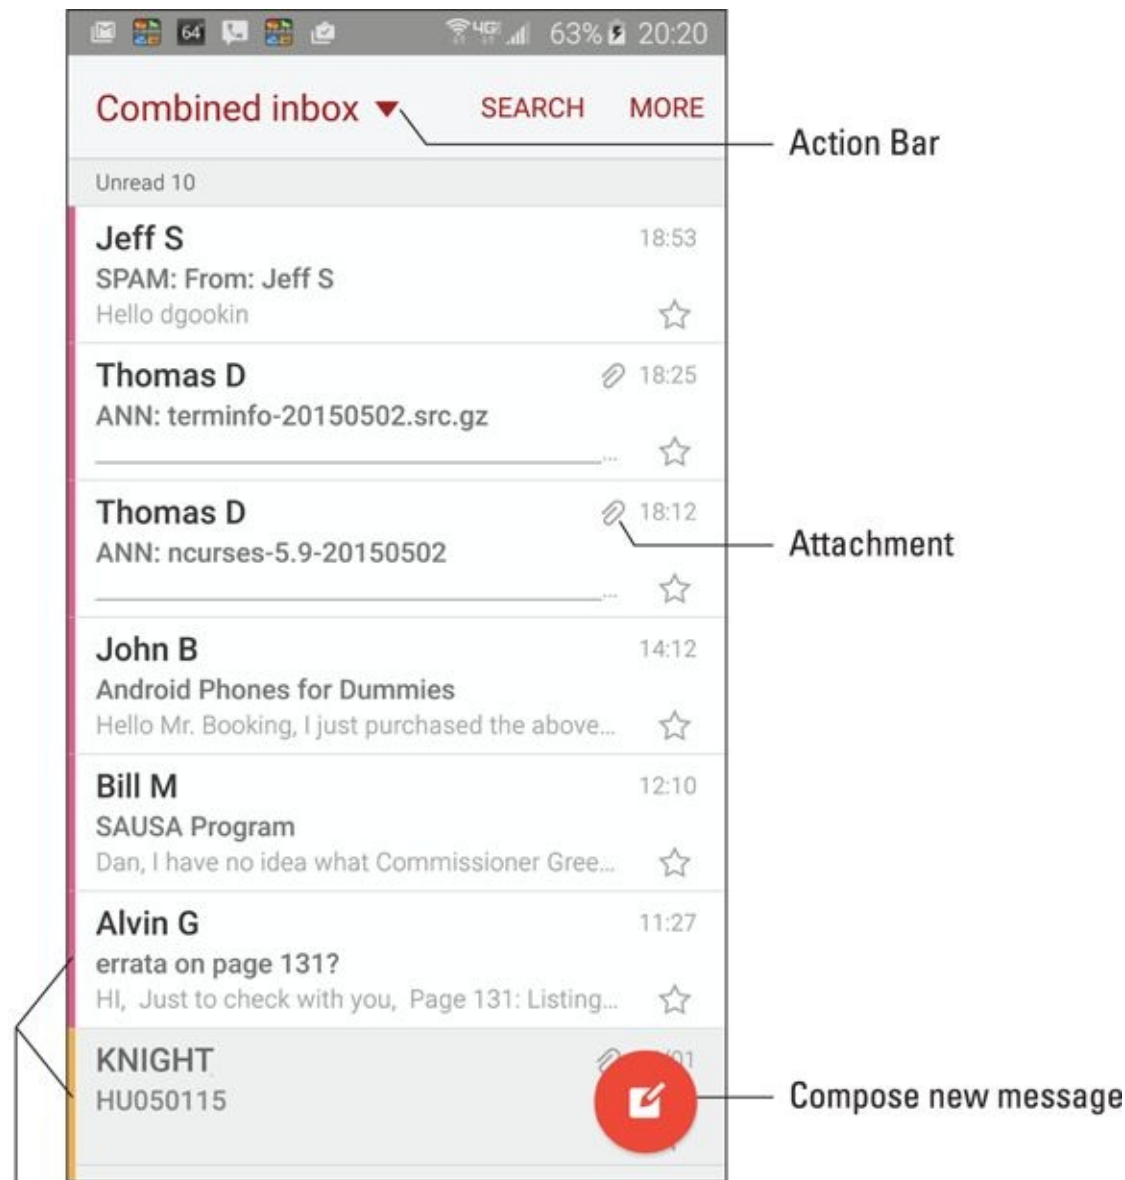 64°
4G
63%
20:20
Combined inbox
SEARCH
MORE
Action Bar
Unread 10
Jeff S
18:53
SPAM: From: Jeff S
Hello dgookin
Thomas D
18:25
ANN: terminfo-20150502.src.gz
...
Thomas D
18:12
ANN: ncurses-5.9-20150502
Attachment
...
John B
14:12
Android Phones for Dummies
Hello Mr. Booking, I just purchased the above...
Bill M
12:10
SAUSA Program
Dan, I have no idea what Commissioner Gree...
Alvin G
11:27
errata on page 131?
HI,  Just to check with you,  Page 131: Listing...
KNIGHT
HU050115
Compose new message